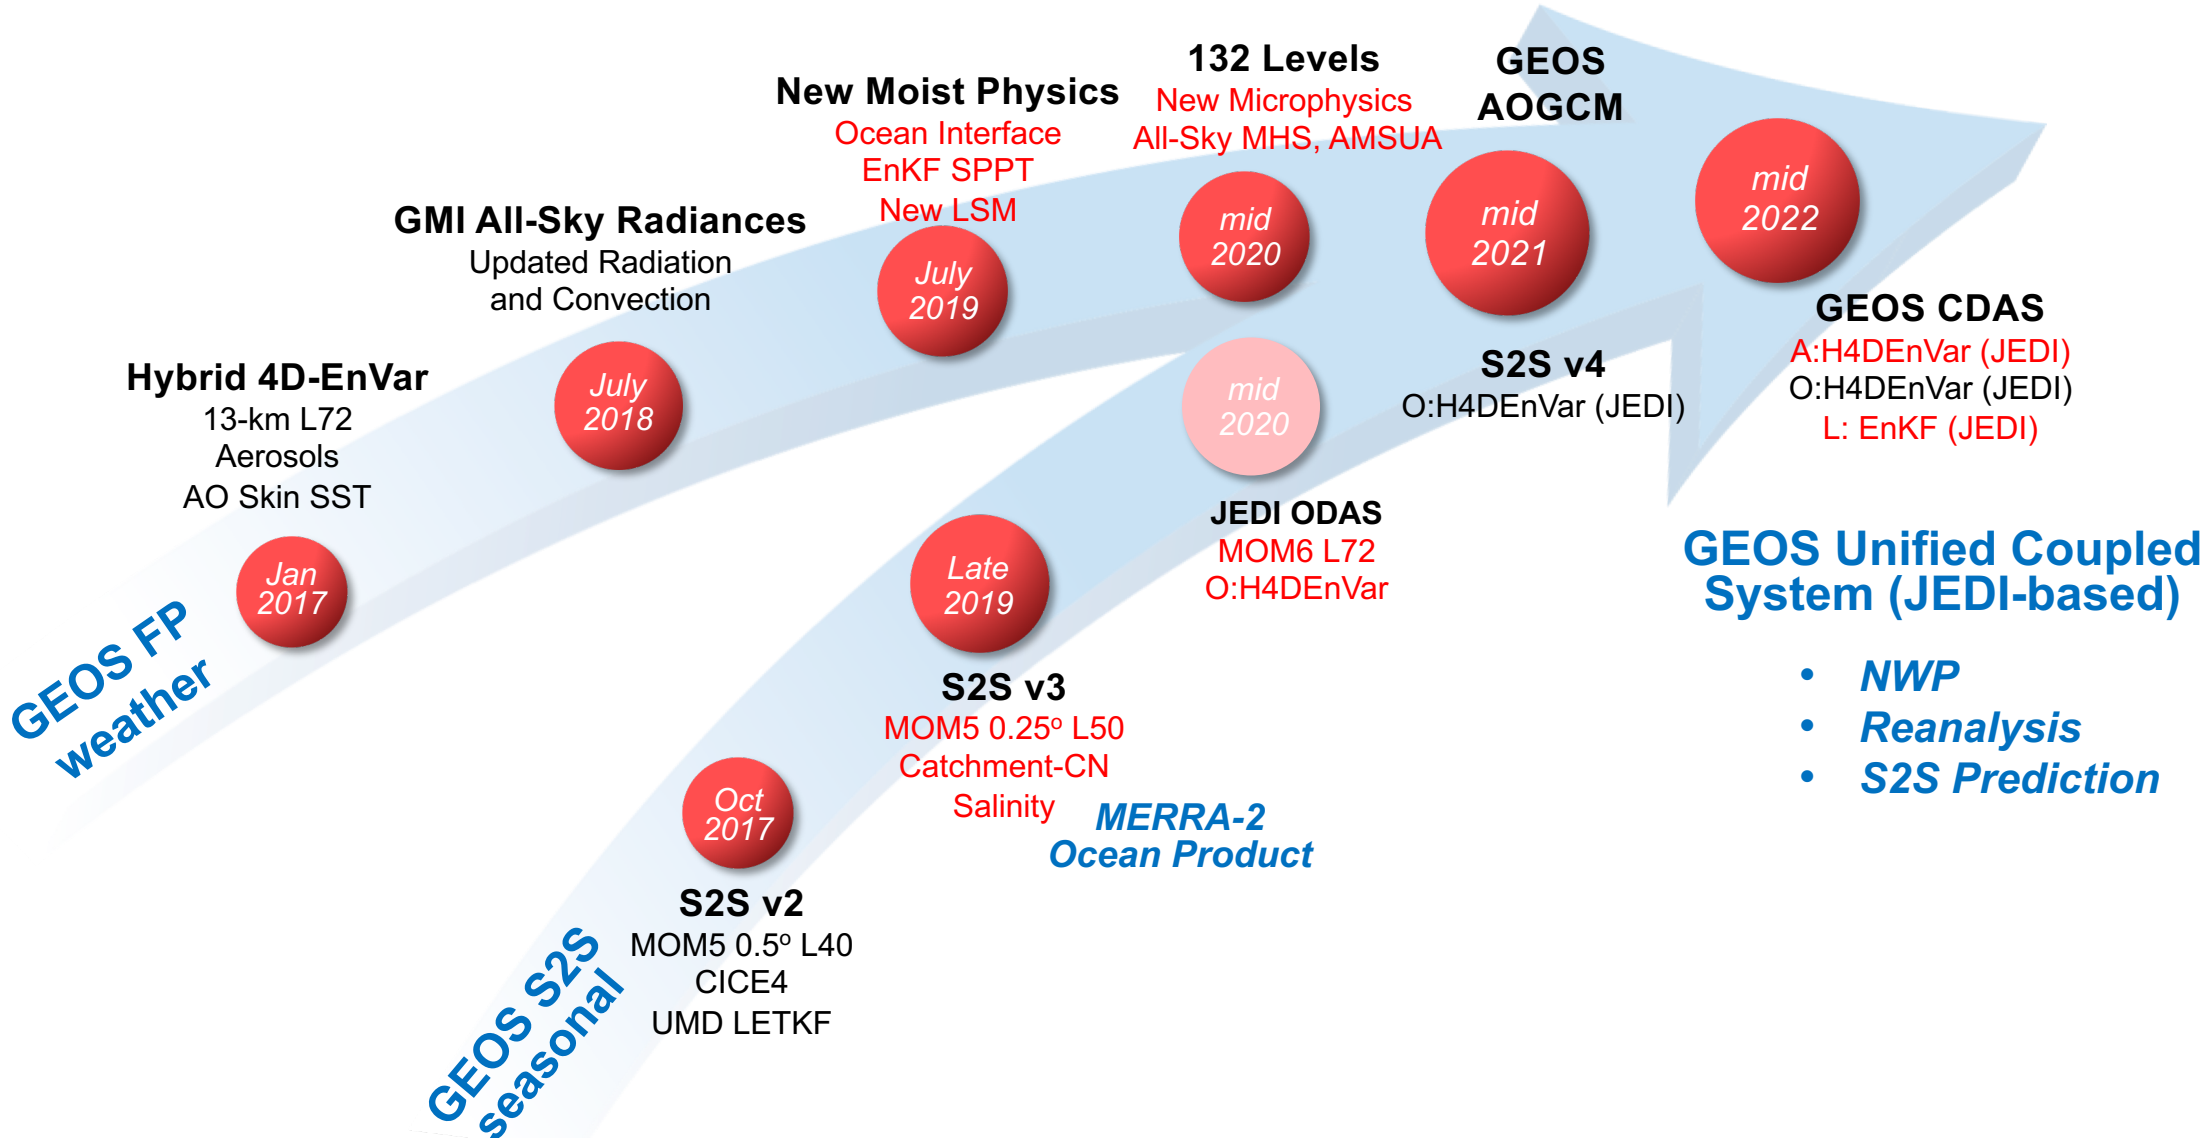 Hybrid 4D-EnVar
13-km L72
Aerosols
AO Skin SST
Jan
2017
GEOS FP
weather
GMI All-Sky Radiances
Updated Radiation
and Convection
July
2018
New Moist Physics
Ocean Interface
EnKF SPPT
New LSM
July
2019
132 Levels
New Microphysics
All-Sky MHS, AMSUA
mid
2020
GEOS
AOGCM
mid
2021
S2S v4
O:H4DEnVar (JEDI)
mid
2022
GEOS CDAS
A:H4DEnVar (JEDI)
O:H4DEnVar (JEDI)
L: EnKF (JEDI)
mid
2020
JEDI ODAS
MOM6 L72
O:H4DEnVar
Late
2019
S2S v3
MOM5 0.25º L50
Catchment-CN
Salinity
MERRA-2
Ocean Product
Oct
2017
S2S v2
MOM5 0.5º L40
CICE4
UMD LETKF
GEOS S2S
seasonal
GEOS Unified Coupled
System (JEDI-based)
• NWP
• Reanalysis
• S2S Prediction